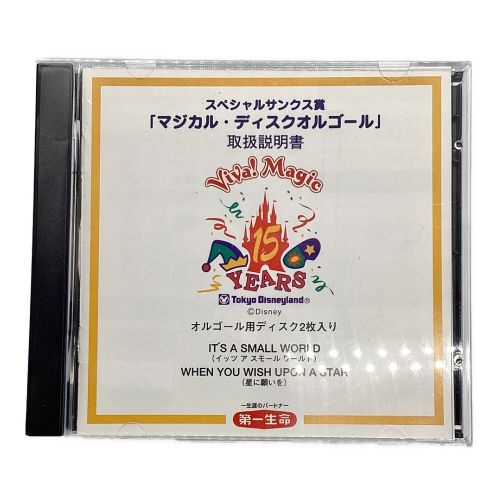 スペシャルサンクス賞
「マジカル・ディスクオルゴール」
取扱説明書
Viva! Magic
15
YEARS
Tokyo Disneyland®
©Disney
オルゴール用ディスク2枚入り
IT'S A SMALL WORLD
(イッツ ア スモール ワールド)
WHEN YOU WISH UPON A STAR
(星に願いを)
一生涯のパートナー
第一生命